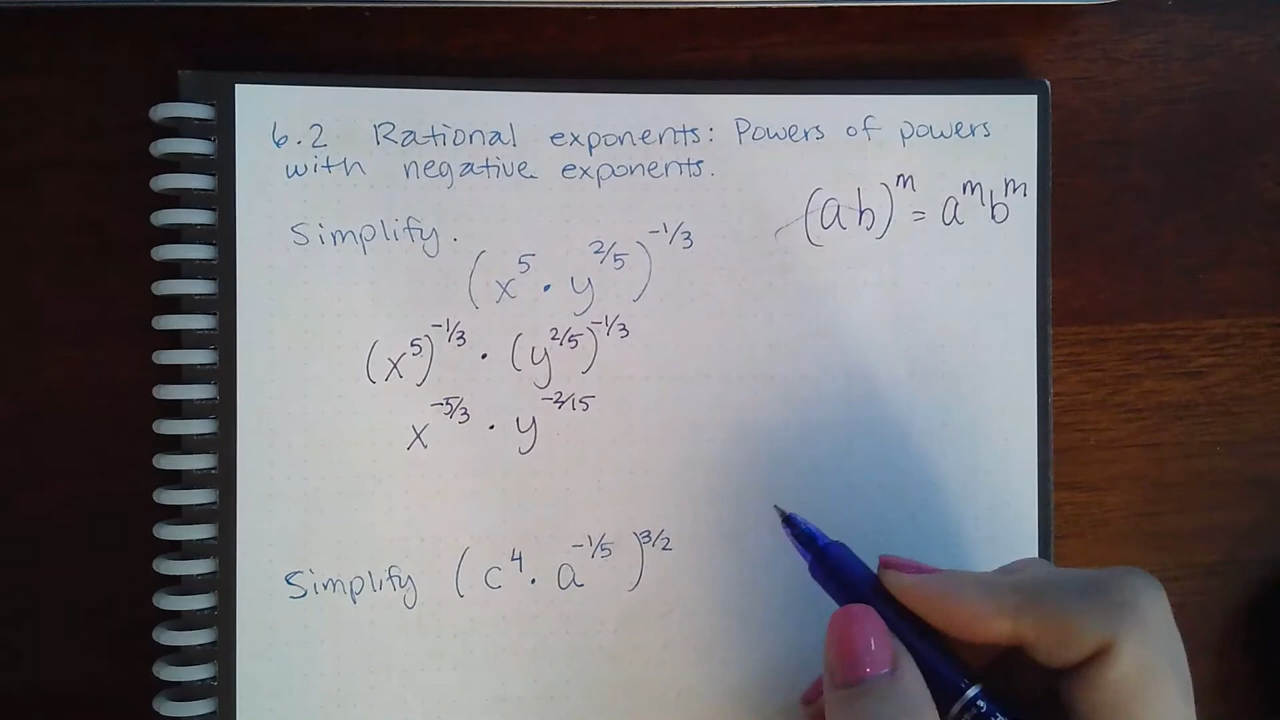 6.2 Rational exponents: Powers of powers
with negative exponents.
(ab)^m = a^m b^m
Simplify.
(x^5 · y^2/5)^-1/3
(x^5)^-1/3 · (y^2/5)^-1/3
x^-5/3 · y^-2/15
Simplify (c^4 · a^-1/5)^3/2